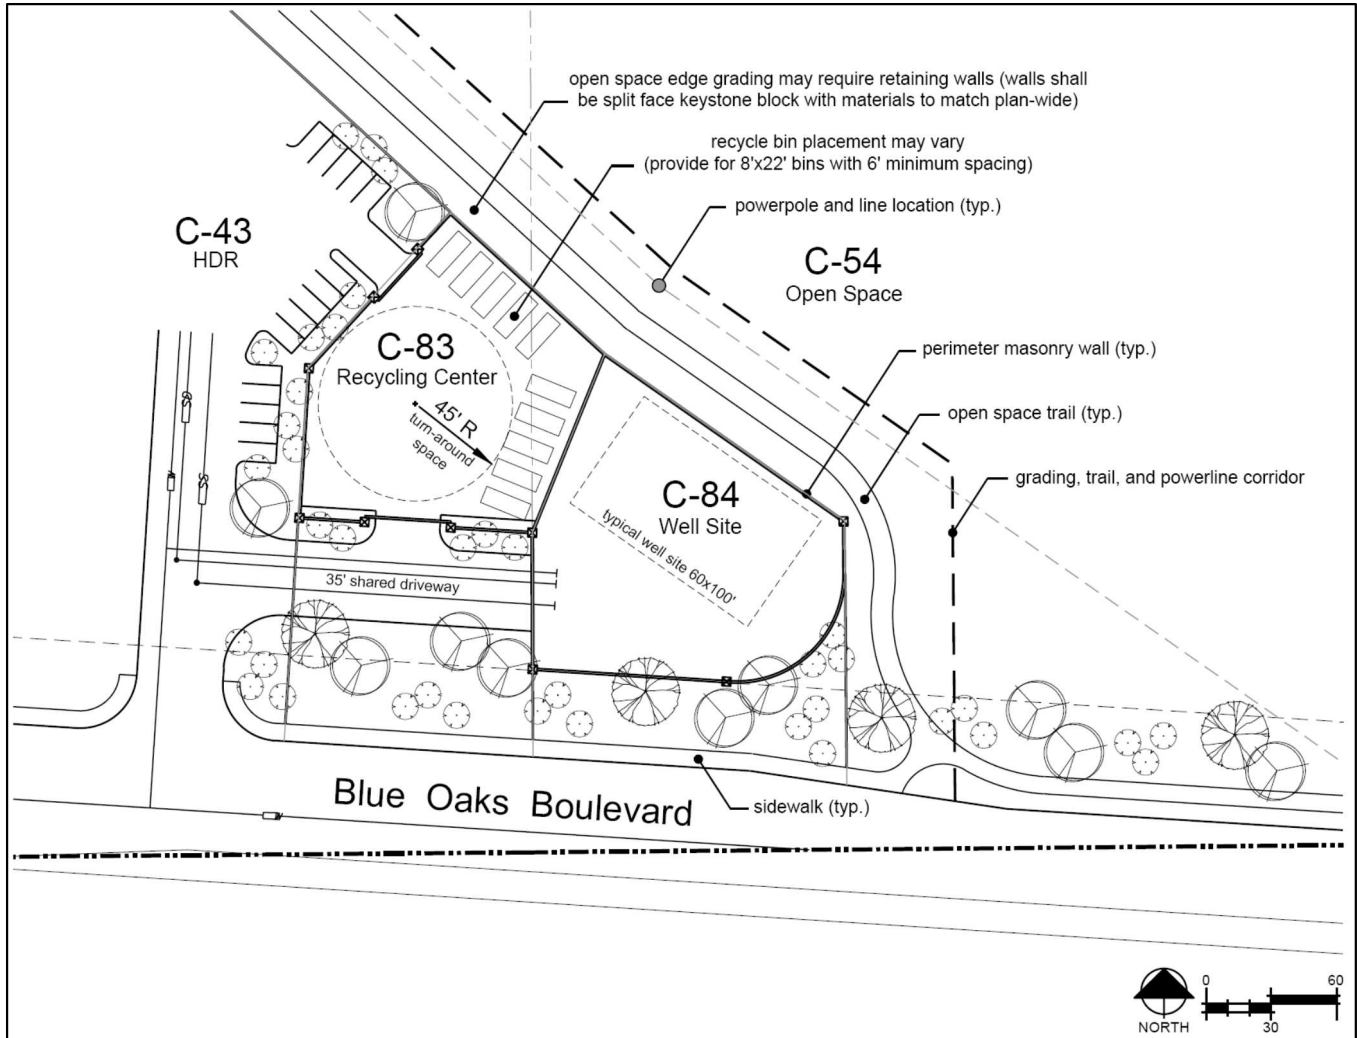 open space edge grading may require retaining walls (walls shall
be split face keystone block with materials to match plan-wide)
recycle bin placement may vary
(provide for 8'x22' bins with 6' minimum spacing)
powerpole and line location (typ.)
C-43
HDR
C-54
Open Space
C-83
Recycling Center
perimeter masonry wall (typ.)
45' R
turn-around
space
open space trail (typ.)
grading, trail, and powerline corridor
C-84
Well Site
typical well site 60x100'
SD
SS
W
35' shared driveway
Blue Oaks Boulevard
sidewalk (typ.)
W
0
60
30
NORTH